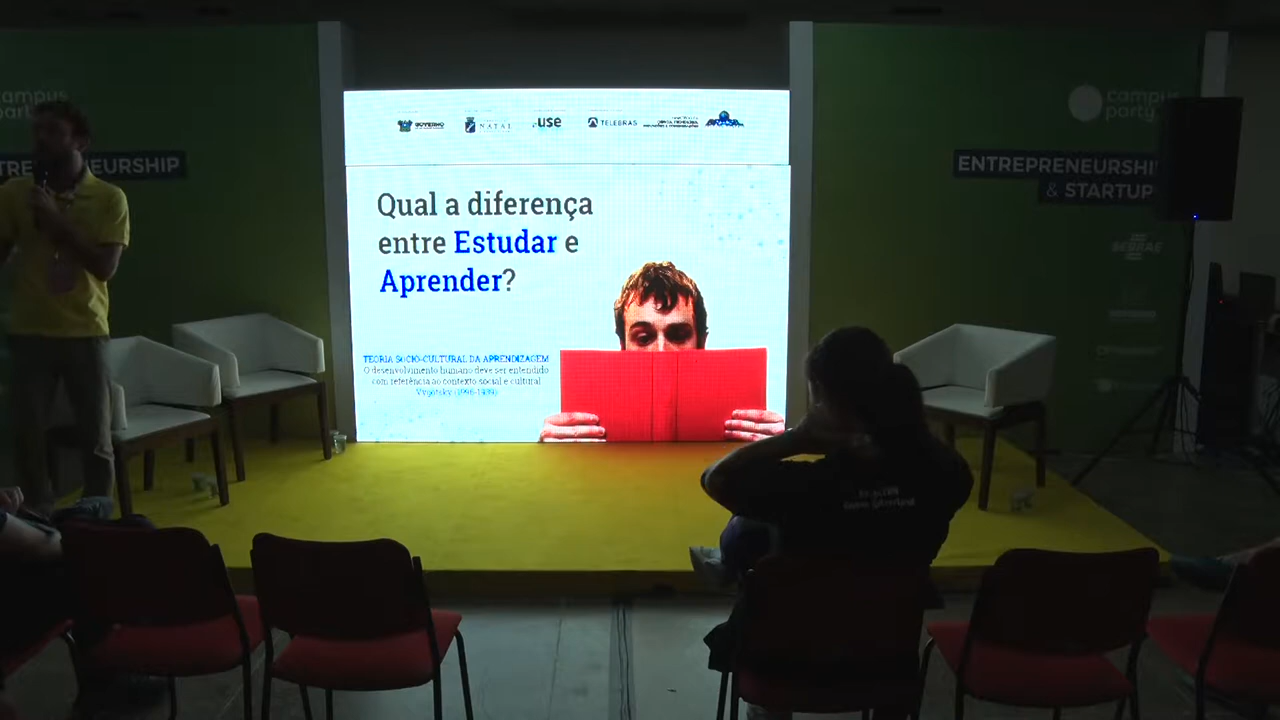 campus
party
ENTREPRENEURSHIP
GOVERNO
NATAL
.use
TELEBRAS
BRASIL
Qual a diferença
entre Estudar e
Aprender?
TEORIA SÓCIO-CULTURAL DA APRENDIZAGEM
O desenvolvimento humano deve ser entendido
com referência ao contexto social e cultural
campus
party
ENTREPRENEURSHIP
& STARTUP
SEBRAE